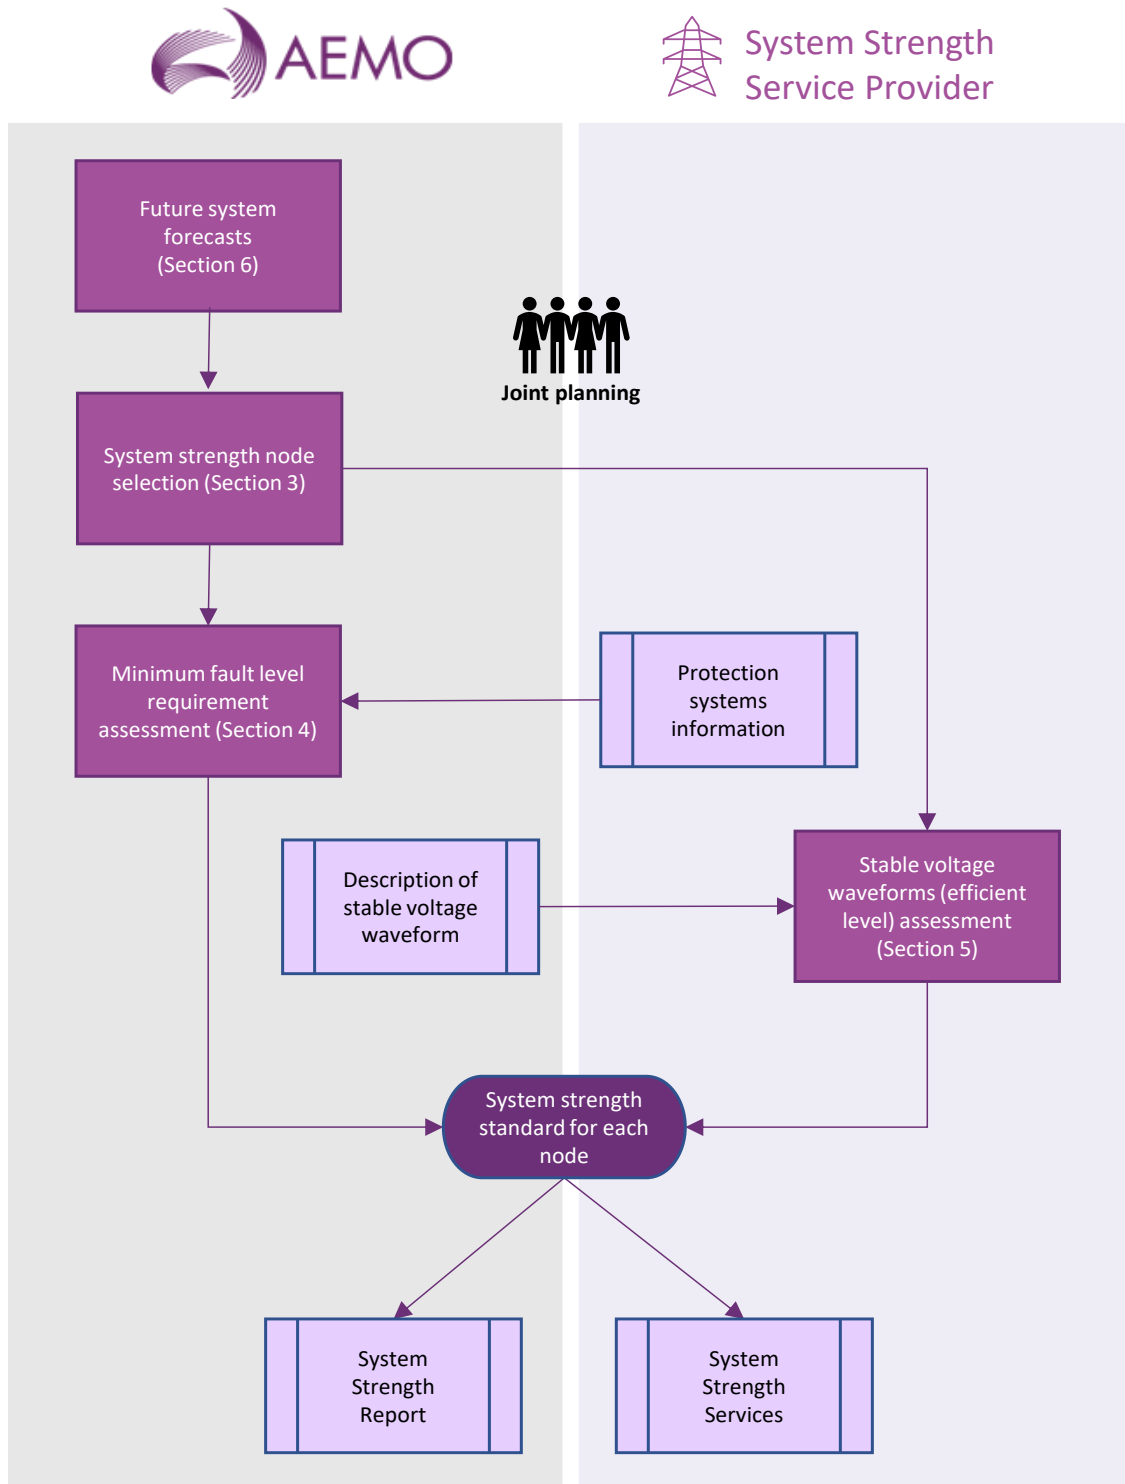 AEMO
System Strength
Service Provider
Future system
forecasts
(Section 6)
Joint planning
System strength node
selection (Section 3)
Minimum fault level
requirement
assessment (Section 4)
Protection
systems
information
Description of
stable voltage
waveform
Stable voltage
waveforms (efficient
level) assessment
(Section 5)
System strength
standard for each
node
System
Strength
Report
System
Strength
Services